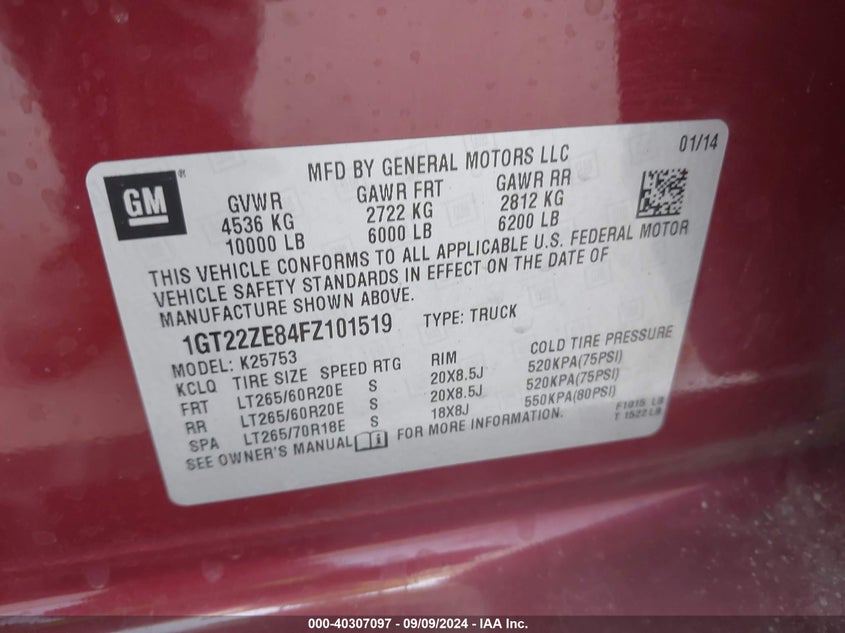 GM
®
MFD BY GENERAL MOTORS LLC
01/14
GVWR GAWR FRT GAWR RR
4536 KG 2722 KG 2812 KG
10000 LB 6000 LB 6200 LB
THIS VEHICLE CONFORMS TO ALL APPLICABLE U.S. FEDERAL MOTOR
VEHICLE SAFETY STANDARDS IN EFFECT ON THE DATE OF
MANUFACTURE SHOWN ABOVE.
1GT22ZE84FZ101519 TYPE: TRUCK
MODEL: K25753
KCLQ TIRE SIZE SPEED RTG RIM COLD TIRE PRESSURE
FRT LT265/60R20E S 20X8.5J 520KPA(75PSI)
RR LT265/60R20E S 20X8.5J 520KPA(75PSI)
SPA LT265/70R18E S 18X8J 550KPA(80PSI)
SEE OWNER'S MANUAL FOR MORE INFORMATION.
F1815 LB
T 1522LB
000-40307097 - 09/09/2024 - IAA Inc.